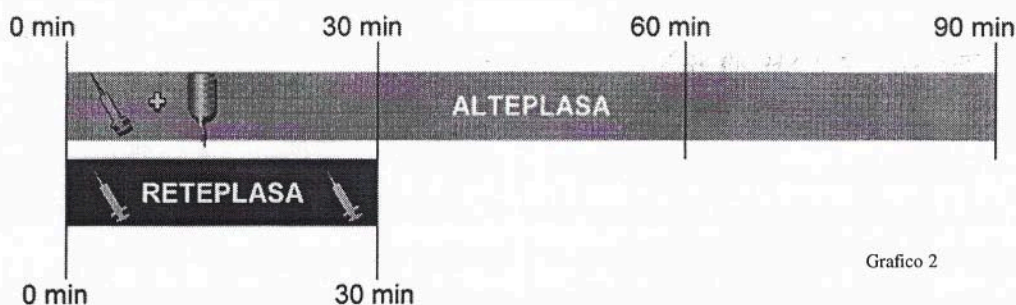 0 min 30 min 60 min 90 min
ALTEPLASA
RETEPLASA
Grafico 2
0 min 30 min